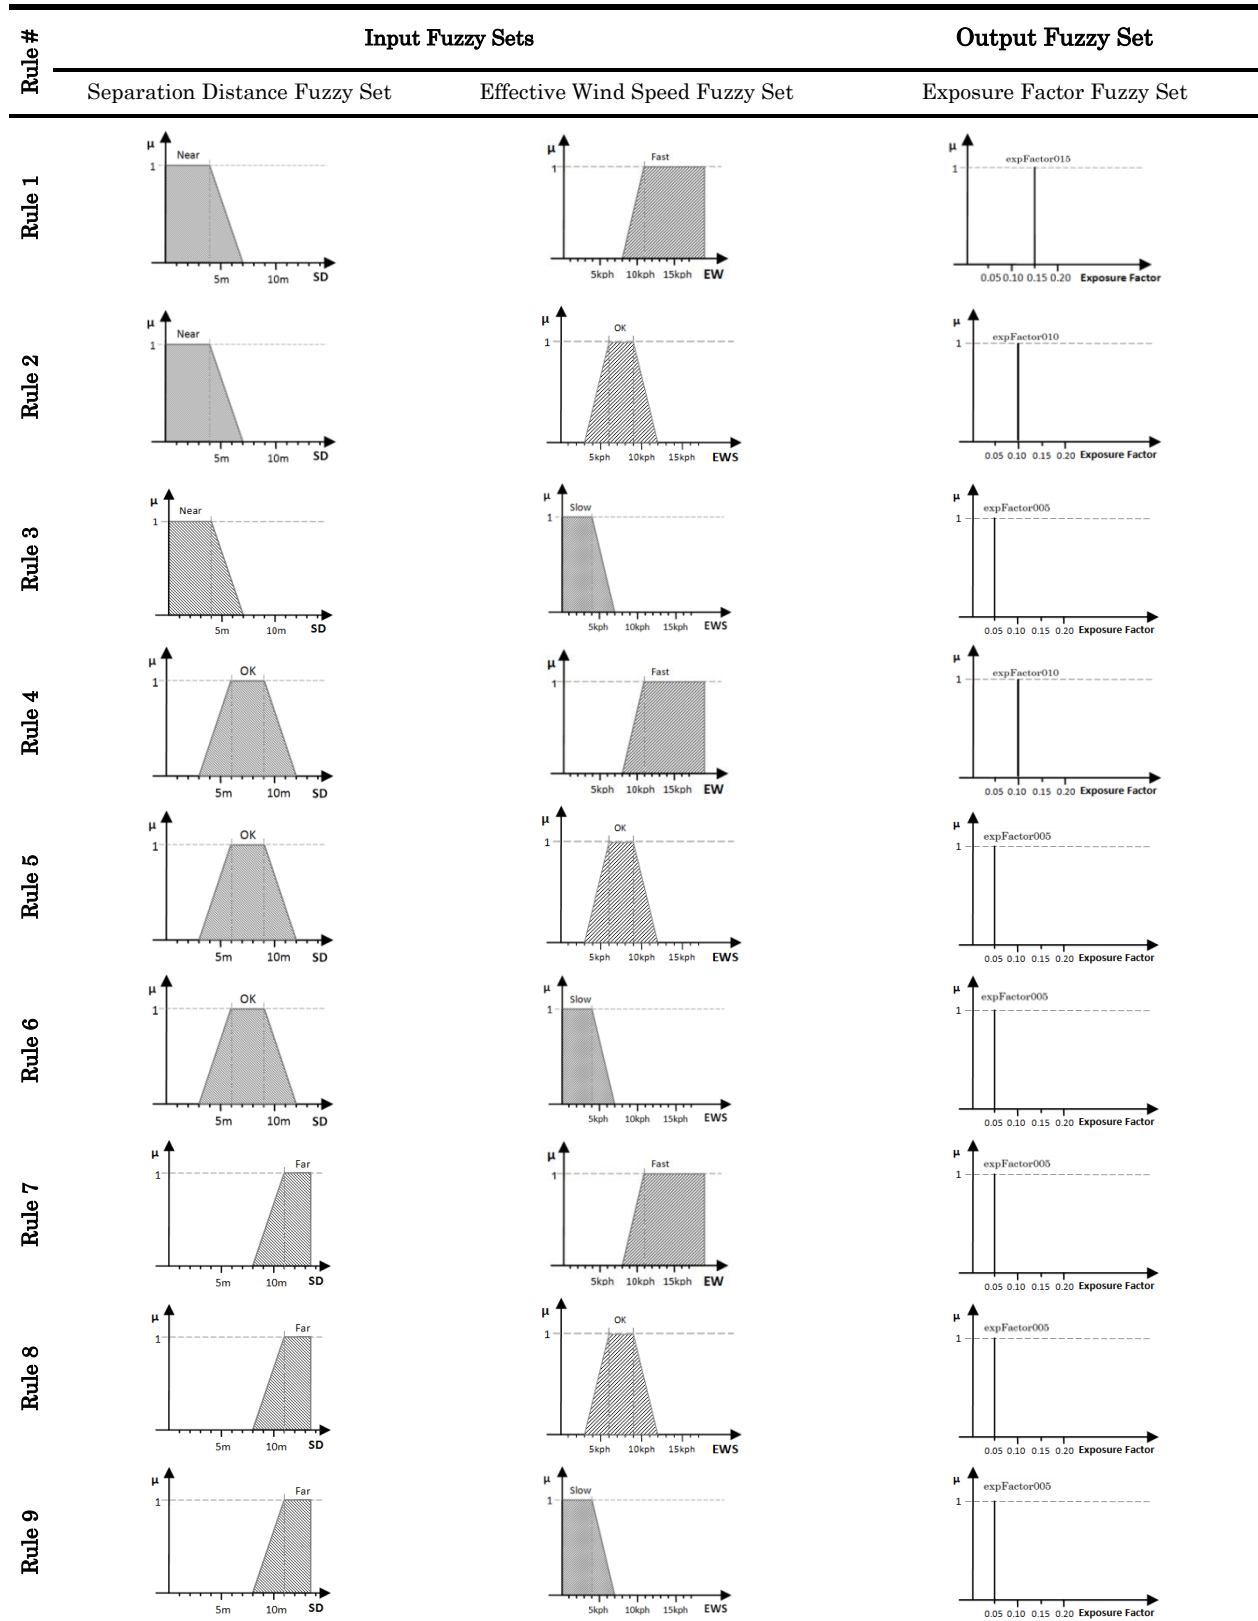 Rule #
Input Fuzzy Sets
Output Fuzzy Set
Separation Distance Fuzzy Set
Effective Wind Speed Fuzzy Set
Exposure Factor Fuzzy Set
Rule 1
μ
Near
1
5m 10m SD
μ
Fast
1
5kph 10kph 15kph EW
μ
expFactor015
1
0.05 0.10 0.15 0.20 Exposure Factor
Rule 2
μ
Near
1
5m 10m SD
μ
OK
1
5kph 10kph 15kph EWS
μ
expFactor010
1
0.05 0.10 0.15 0.20 Exposure Factor
Rule 3
μ
Near
1
5m 10m SD
μ
Slow
1
5kph 10kph 15kph EWS
μ
expFactor005
1
0.05 0.10 0.15 0.20 Exposure Factor
Rule 4
μ
OK
1
5m 10m SD
μ
Fast
1
5kph 10kph 15kph EW
μ
expFactor010
1
0.05 0.10 0.15 0.20 Exposure Factor
Rule 5
μ
OK
1
5m 10m SD
μ
OK
1
5kph 10kph 15kph EWS
μ
expFactor005
1
0.05 0.10 0.15 0.20 Exposure Factor
Rule 6
μ
OK
1
5m 10m SD
μ
Slow
1
5kph 10kph 15kph EWS
μ
expFactor005
1
0.05 0.10 0.15 0.20 Exposure Factor
Rule 7
μ
Far
1
5m 10m SD
μ
Fast
1
5kph 10kph 15kph EW
μ
expFactor005
1
0.05 0.10 0.15 0.20 Exposure Factor
Rule 8
μ
Far
1
5m 10m SD
μ
OK
1
5kph 10kph 15kph EWS
μ
expFactor005
1
0.05 0.10 0.15 0.20 Exposure Factor
Rule 9
μ
Far
1
5m 10m SD
μ
Slow
1
5kph 10kph 15kph EWS
μ
expFactor005
1
0.05 0.10 0.15 0.20 Exposure Factor